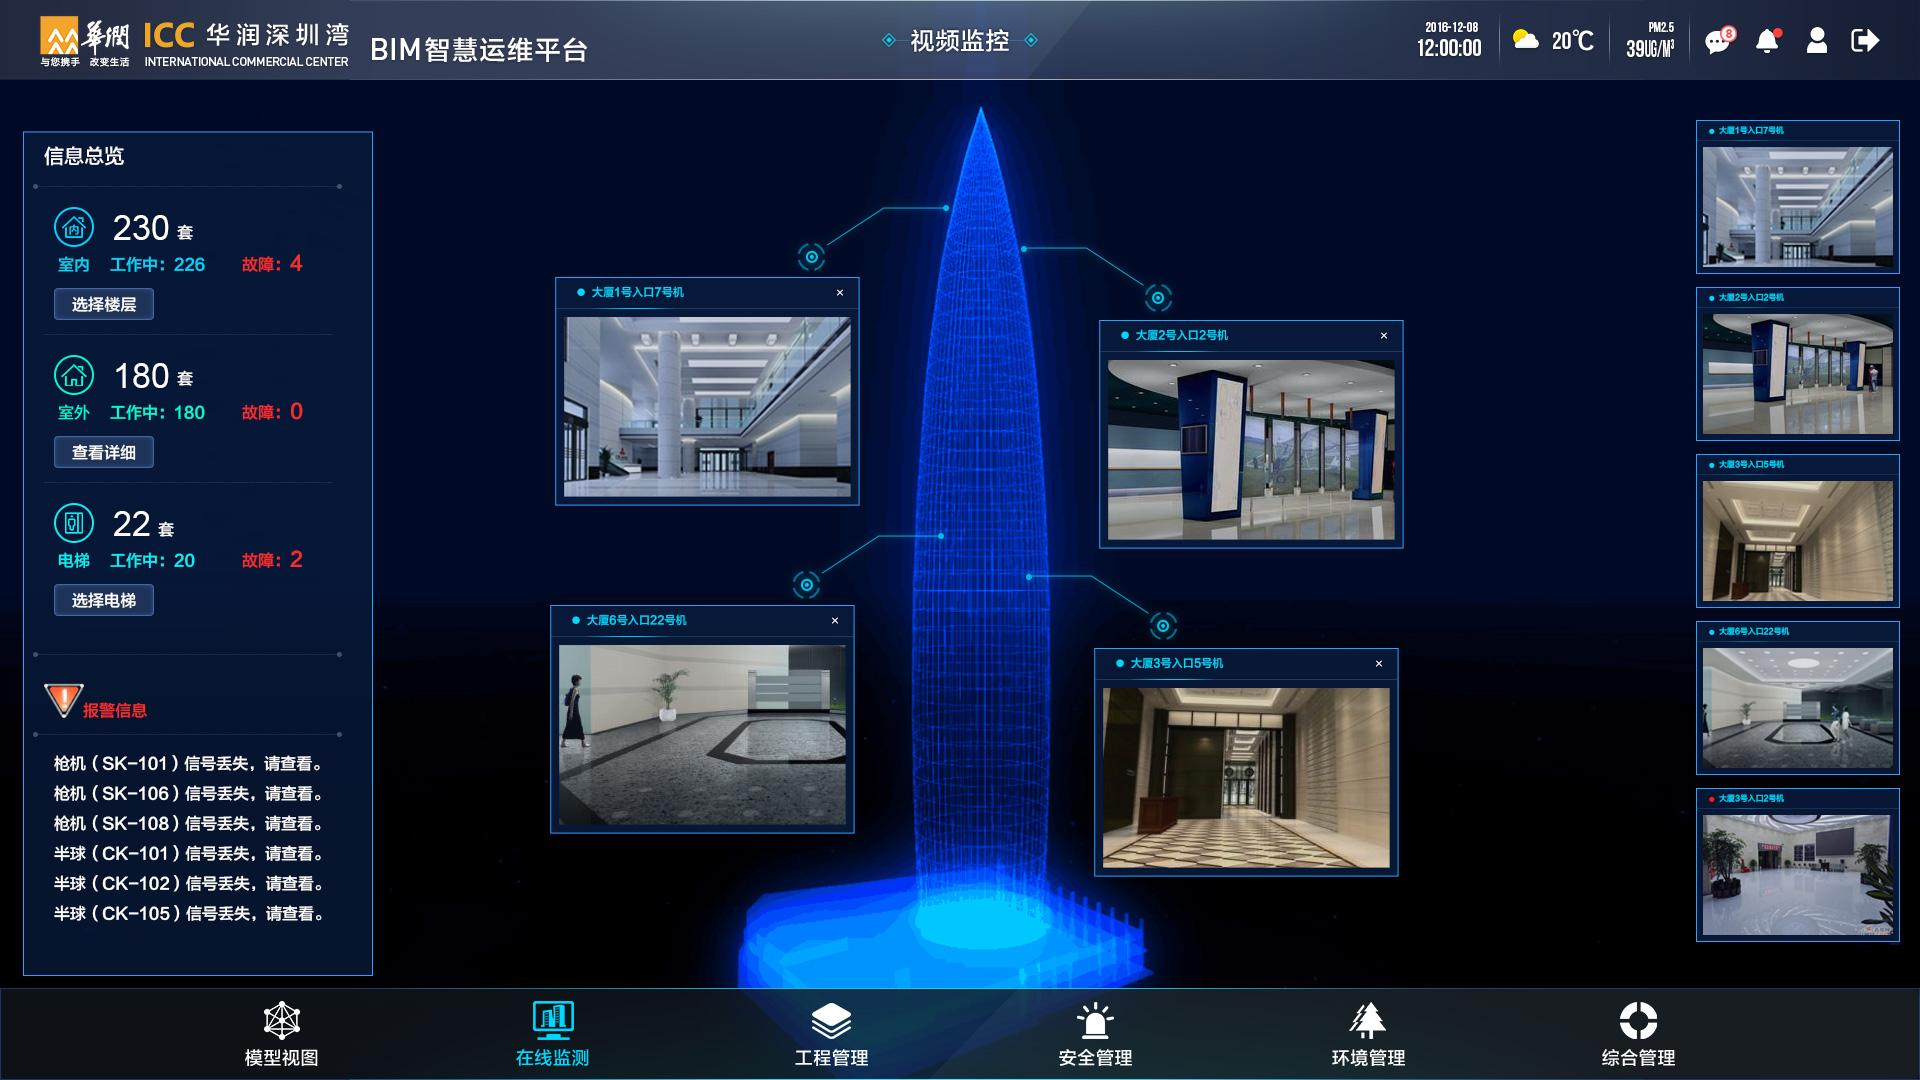 華潤
与您携手 改变生活
ICC 华润深圳湾
INTERNATIONAL COMMERCIAL CENTER
BIM智慧运维平台
视频监控
2016-12-08
12:00:00
20℃
PM2.5
39UG/M³
8
信息总览
内
230 套
室内 工作中：226 故障：4
选择楼层
180 套
室外 工作中：180 故障：0
查看详细
22 套
电梯 工作中：20 故障：2
选择电梯
报警信息
枪机（SK-101）信号丢失，请查看。
枪机（SK-106）信号丢失，请查看。
枪机（SK-108）信号丢失，请查看。
半球（CK-101）信号丢失，请查看。
半球（CK-102）信号丢失，请查看。
半球（CK-105）信号丢失，请查看。
大厦1号入口7号机
大厦2号入口2号机
大厦6号入口22号机
大厦3号入口5号机
大厦1号入口7号机
大厦2号入口2号机
大厦3号入口5号机
大厦6号入口22号机
大厦3号入口2号机
模型视图
在线监测
工程管理
安全管理
环境管理
综合管理